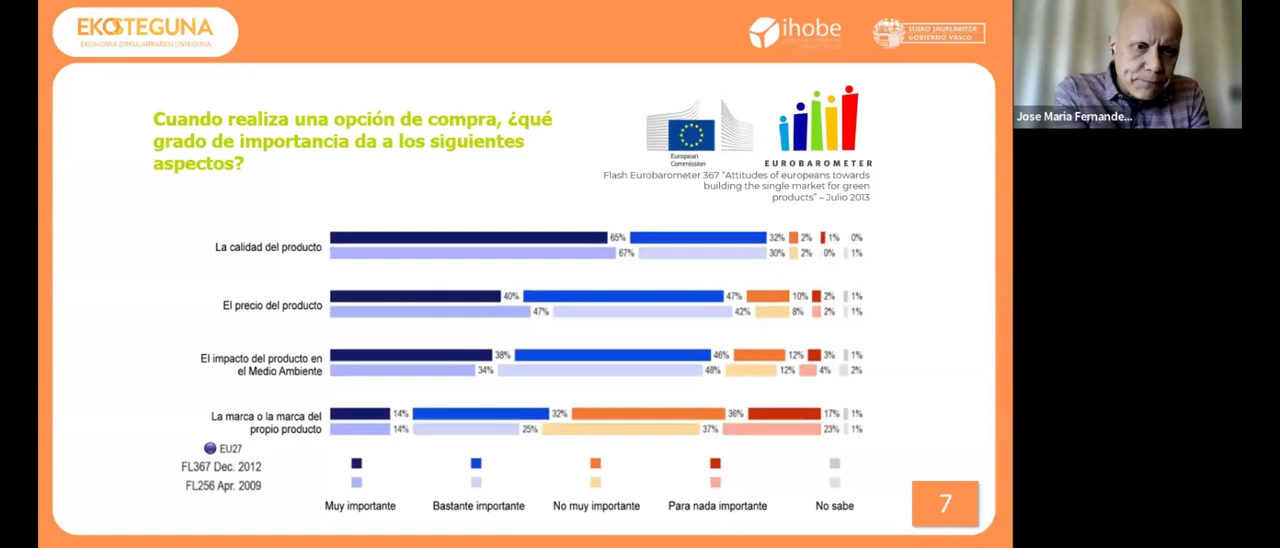 EKOSTEGUNA
EKONOMIA ZIRKULARRAREN OSTEGUNA
ihobe
EUSKO JAURLARITZA
GOBIERNO VASCO
Jose Maria Fernande...
Cuando realiza una opción de compra, ¿qué
grado de importancia da a los siguientes
aspectos?
European
Commission
EUROBAROMETER
Flash Eurobarometer 367 “Attitudes of europeans towards
building the single market for green
products” – Julio 2013
La calidad del producto
65% 32% 2% 1% 0%
67% 30% 2% 0% 1%
El precio del producto
40% 47% 10% 2% 1%
47% 42% 8% 2% 1%
El impacto del producto en
el Medio Ambiente
38% 46% 12% 3% 1%
34% 48% 12% 4% 2%
La marca o la marca del
propio producto
14% 32% 36% 17% 1%
14% 25% 37% 23% 1%
EU27
FL367 Dec. 2012
FL256 Apr. 2009
Muy importante Bastante importante No muy importante Para nada importante No sabe
7